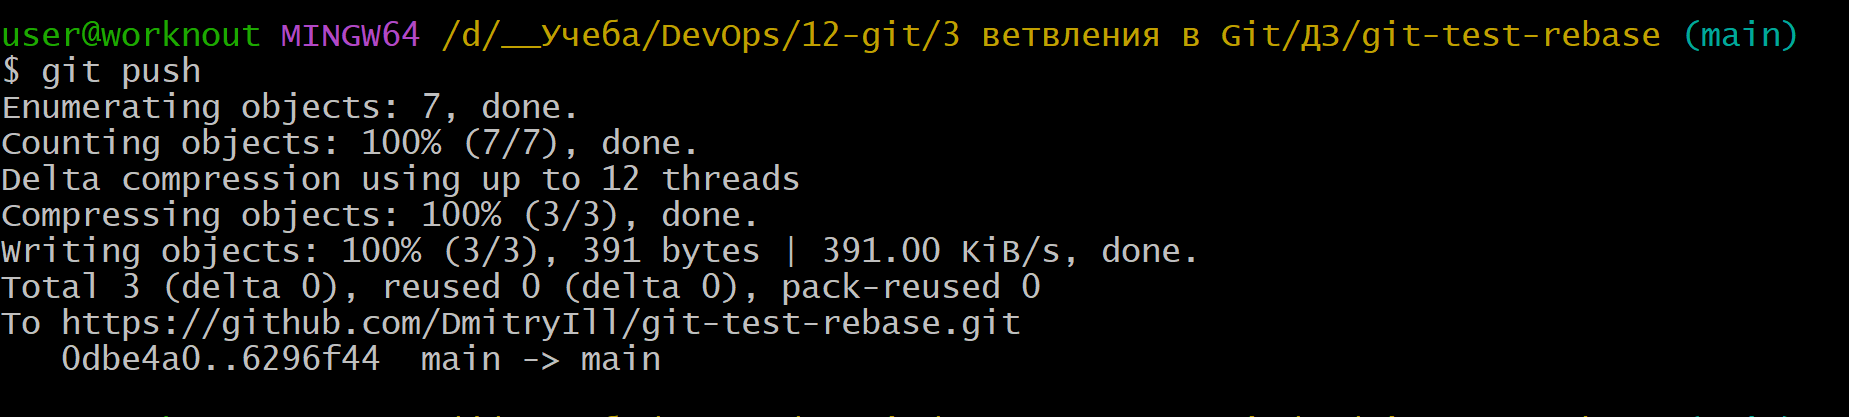 user@worknout MINGW64 /d/__Учеба/DevOps/12-git/3 ветвления в Git/ДЗ/git-test-rebase (main)
$ git push
Enumerating objects: 7, done.
Counting objects: 100% (7/7), done.
Delta compression using up to 12 threads
Compressing objects: 100% (3/3), done.
Writing objects: 100% (3/3), 391 bytes | 391.00 KiB/s, done.
Total 3 (delta 0), reused 0 (delta 0), pack-reused 0
To https://github.com/DmitryIll/git-test-rebase.git
   0dbe4a0..6296f44  main -> main